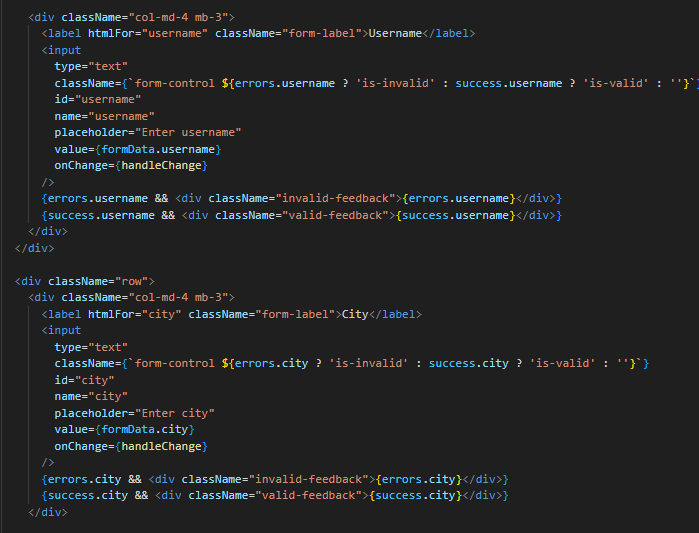 <div className="col-md-4 mb-3">
<label htmlFor="username" className="form-label">Username</label>
<input
type="text"
className={`form-control ${errors.username ? 'is-invalid' : success.username ? 'is-valid' : ''}`}
id="username"
name="username"
placeholder="Enter username"
value={formData.username}
onChange={handleChange}
/>
{errors.username && <div className="invalid-feedback">{errors.username}</div>}
{success.username && <div className="valid-feedback">{success.username}</div>}
</div>
</div>
<div className="row">
<div className="col-md-4 mb-3">
<label htmlFor="city" className="form-label">City</label>
<input
type="text"
className={`form-control ${errors.city ? 'is-invalid' : success.city ? 'is-valid' : ''}`}
id="city"
name="city"
placeholder="Enter city"
value={formData.city}
onChange={handleChange}
/>
{errors.city && <div className="invalid-feedback">{errors.city}</div>}
{success.city && <div className="valid-feedback">{success.city}</div>}
</div>